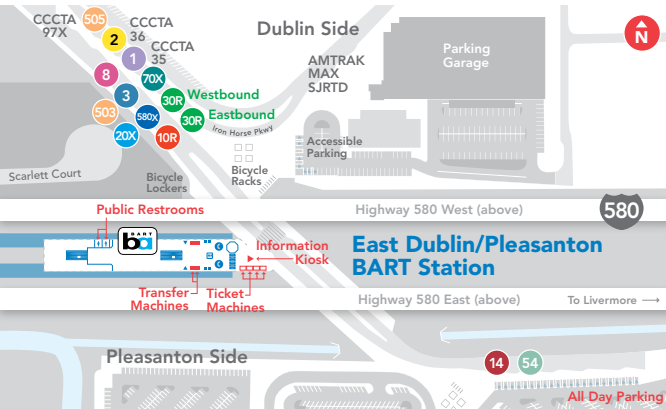 CCCTA
97X
505
CCCTA
36
2
CCCTA
35
1
8
70X
3
30R
Westbound
503
580X
30R
Eastbound
20X
10R
Iron Horse Pkwy
Dublin Side
AMTRAK
MAX
SJRTD
Parking
Garage
N
Accessible
Parking
Scarlett Court
Bicycle
Lockers
Bicycle
Racks
Highway 580 West (above)
580
Public Restrooms
BART
ba
Information
Kiosk
East Dublin/Pleasanton
BART Station
Transfer
Machines
Ticket
Machines
Highway 580 East (above)
To Livermore
Pleasanton Side
14
54
All Day Parking